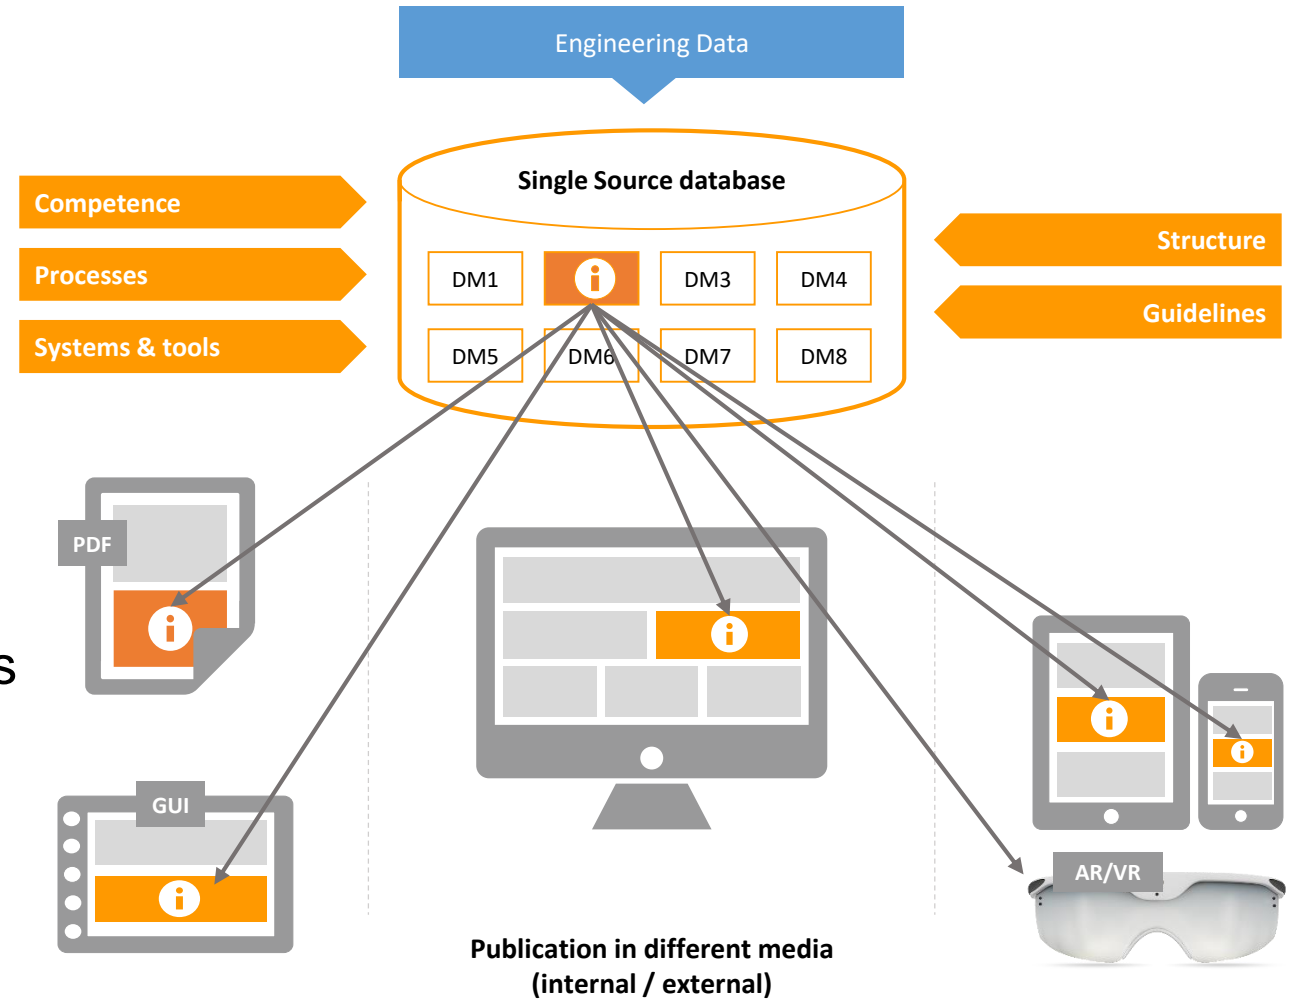 Engineering Data
Single Source database
Competence
Processes
Systems & tools
Structure
Guidelines
DM1
i
DM3
DM4
DM5
DM6
DM7
DM8
PDF
i
s
GUI
i
i
i
i
AR/VR
Publication in different media
(internal / external)